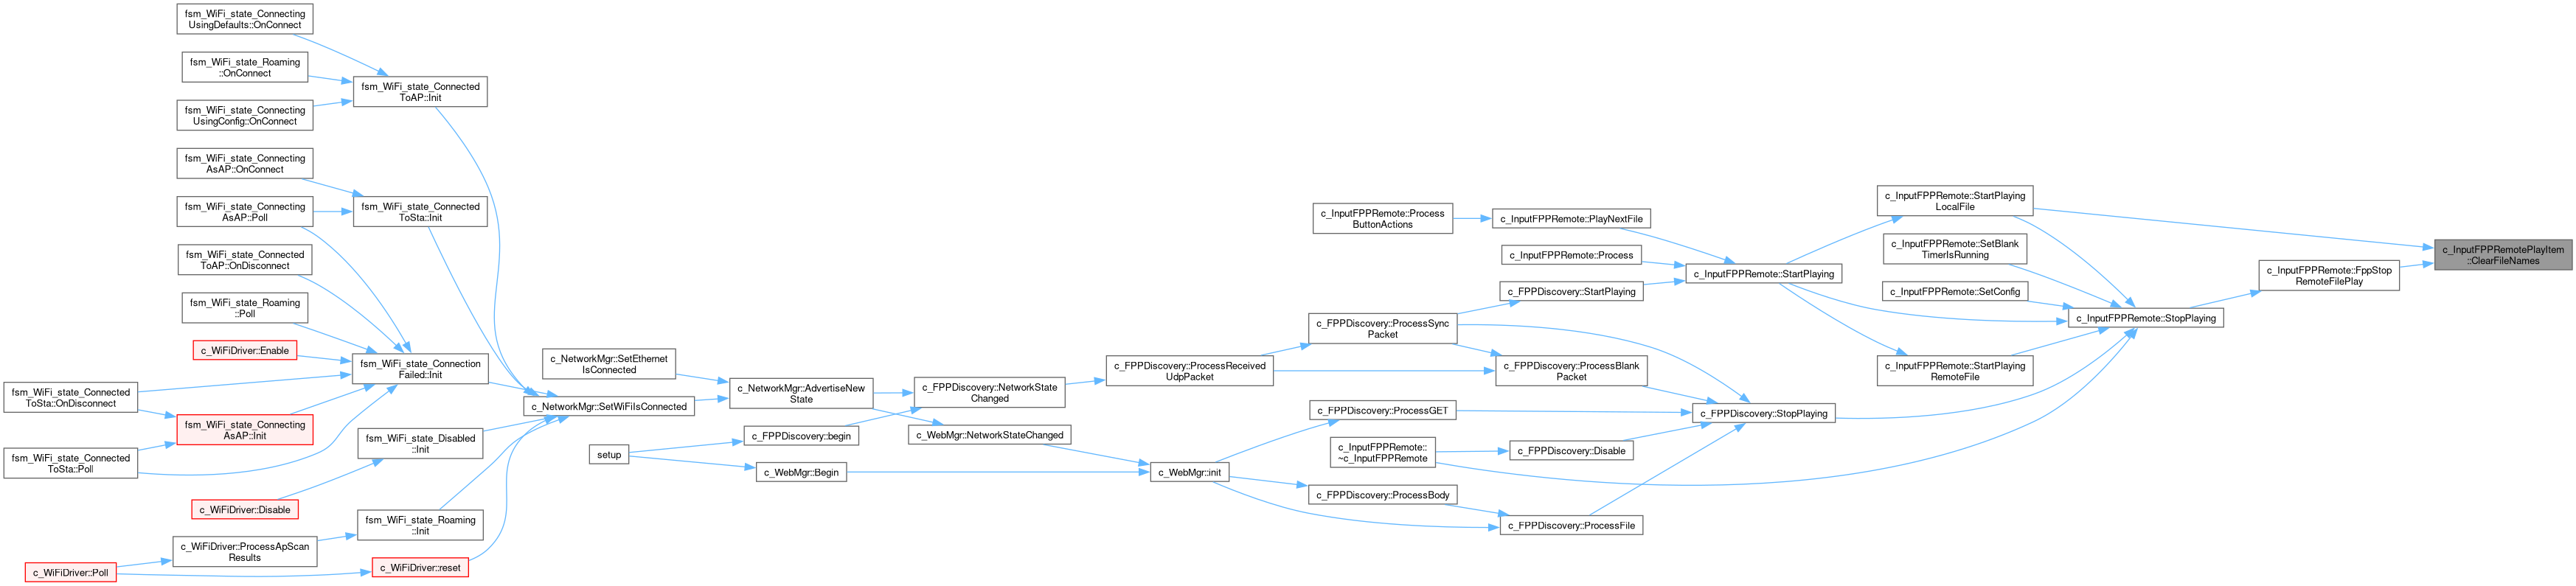 fsm_WiFi_state_Connecting
UsingDefaults::OnConnect
fsm_WiFi_state_Roaming
::OnConnect
fsm_WiFi_state_Connecting
UsingConfig::OnConnect
fsm_WiFi_state_Connecting
AsAP::OnConnect
fsm_WiFi_state_Connecting
AsAP::Poll
fsm_WiFi_state_Connected
ToAP::OnDisconnect
fsm_WiFi_state_Roaming
::Poll
c_WiFiDriver::Enable
fsm_WiFi_state_Connected
ToSta::OnDisconnect
fsm_WiFi_state_Connecting
AsAP::Init
fsm_WiFi_state_Connected
ToSta::Poll
c_WiFiDriver::Disable
c_WiFiDriver::ProcessApScan
Results
c_WiFiDriver::Poll
fsm_WiFi_state_Connected
ToAP::Init
fsm_WiFi_state_Connected
ToSta::Init
fsm_WiFi_state_Connection
Failed::Init
fsm_WiFi_state_Disabled
::Init
fsm_WiFi_state_Roaming
::Init
c_WiFiDriver::reset
c_NetworkMgr::SetEthernet
IsConnected
c_NetworkMgr::SetWiFiIsConnected
setup
c_NetworkMgr::AdvertiseNew
State
c_FPPDiscovery::begin
c_WebMgr::Begin
c_FPPDiscovery::NetworkState
Changed
c_WebMgr::NetworkStateChanged
c_FPPDiscovery::ProcessReceived
UdpPacket
c_WebMgr::init
c_InputFPPRemote::Process
ButtonActions
c_FPPDiscovery::ProcessSync
Packet
c_FPPDiscovery::ProcessGET
c_InputFPPRemote::
~c_InputFPPRemote
c_FPPDiscovery::ProcessBody
c_InputFPPRemote::PlayNextFile
c_InputFPPRemote::Process
c_FPPDiscovery::StartPlaying
c_FPPDiscovery::ProcessBlank
Packet
c_FPPDiscovery::Disable
c_FPPDiscovery::ProcessFile
c_InputFPPRemote::StartPlaying
c_FPPDiscovery::StopPlaying
c_InputFPPRemote::StartPlaying
LocalFile
c_InputFPPRemote::SetBlank
TimerIsRunning
c_InputFPPRemote::SetConfig
c_InputFPPRemote::StartPlaying
RemoteFile
c_InputFPPRemote::StopPlaying
c_InputFPPRemote::FppStop
RemoteFilePlay
c_InputFPPRemotePlayItem
::ClearFileNames